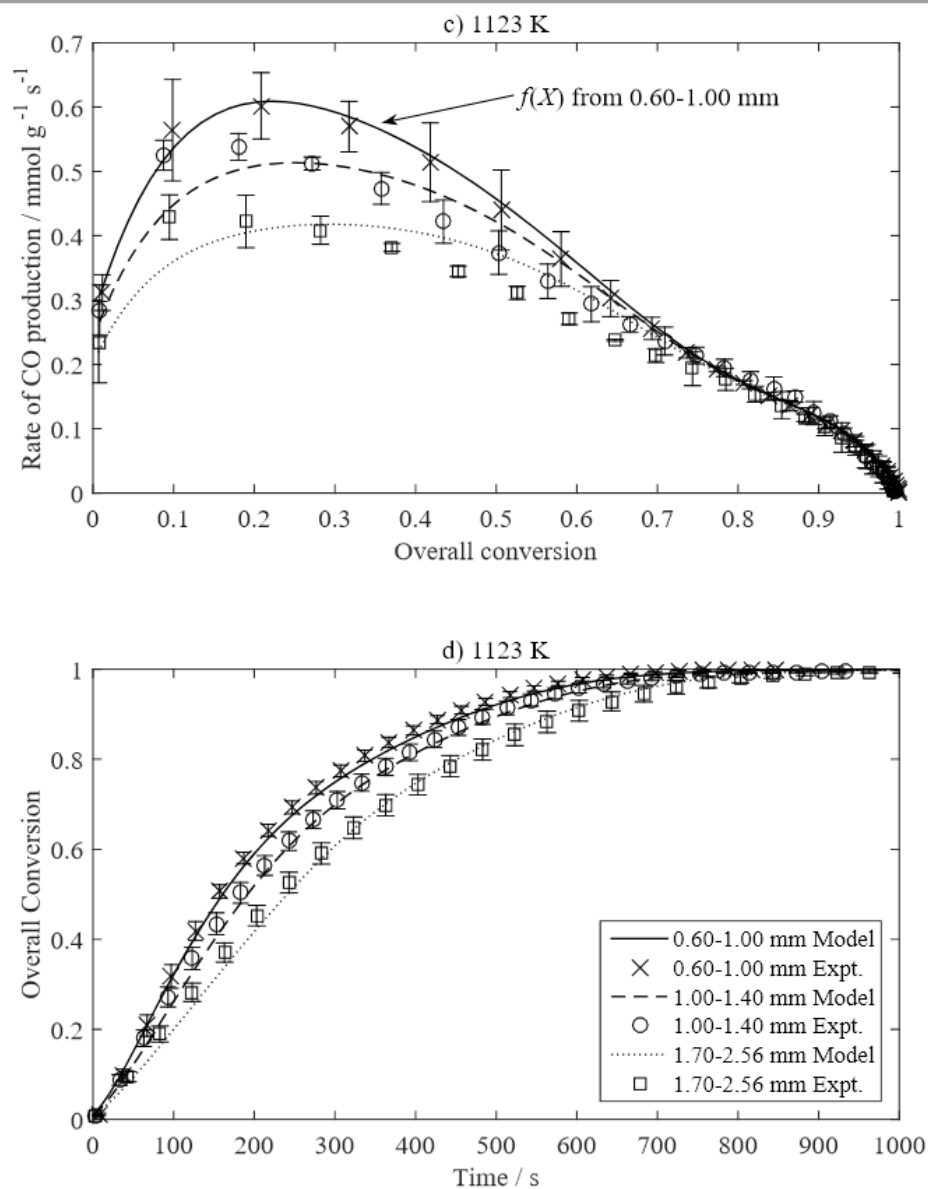 c) 1123 K
Rate of CO production / mmol g⁻¹ s⁻¹
0.7
0.6
0.5
0.4
0.3
0.2
0.1
0
f(X) from 0.60-1.00 mm
0 0.1 0.2 0.3 0.4 0.5 0.6 0.7 0.8 0.9 1
Overall conversion
d) 1123 K
Overall Conversion
1
0.8
0.6
0.4
0.2
0
0.60-1.00 mm Model
0.60-1.00 mm Expt.
1.00-1.40 mm Model
1.00-1.40 mm Expt.
1.70-2.56 mm Model
1.70-2.56 mm Expt.
0 100 200 300 400 500 600 700 800 900 1000
Time / s